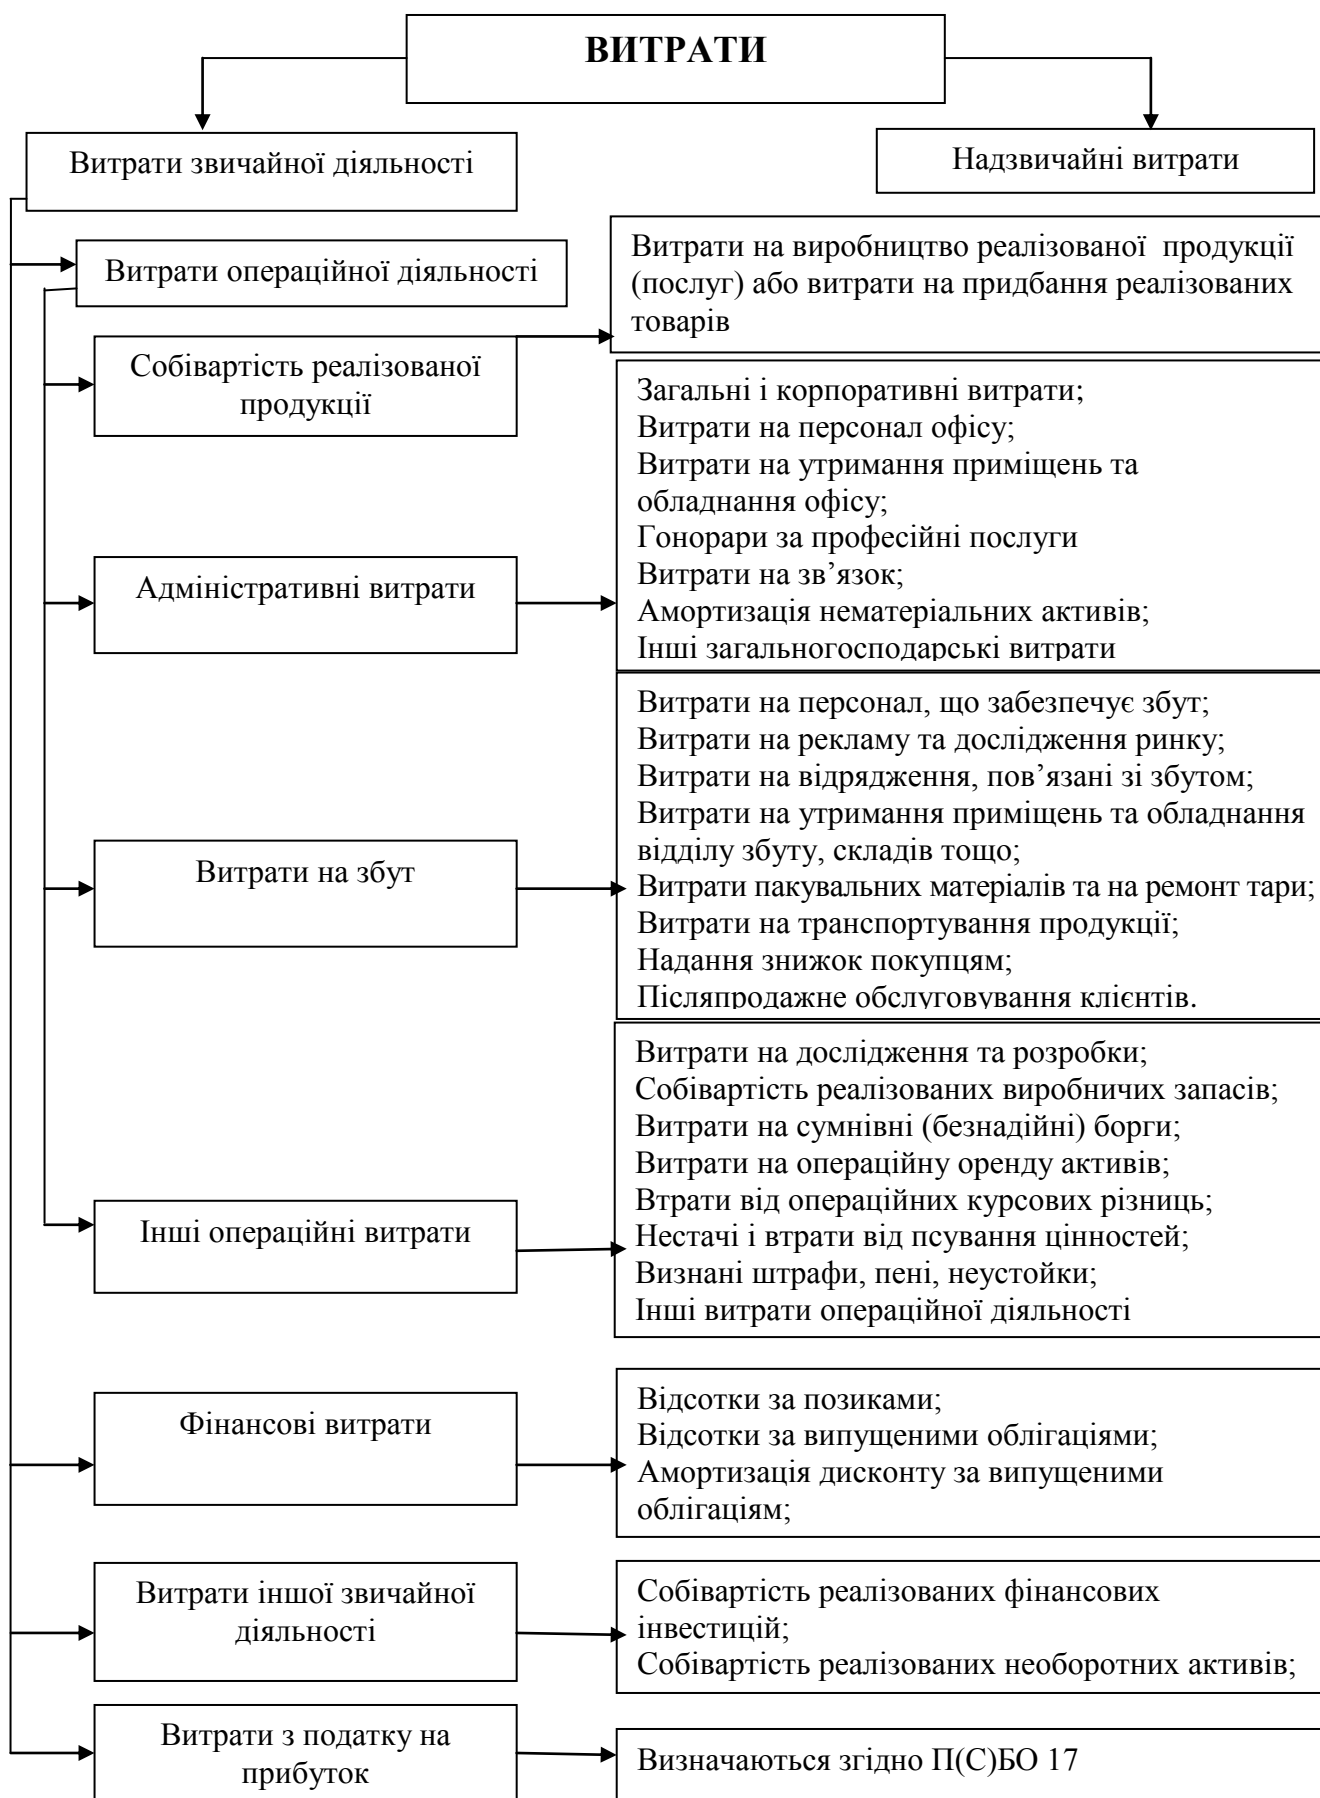 ВИТРАТИ
Витрати звичайної діяльності
Надзвичайні витрати
Витрати операційної діяльності
Витрати на виробництво реалізованої продукції
(послуг) або витрати на придбання реалізованих
товарів
Собівартість реалізованої
продукції
Загальні і корпоративні витрати;
Витрати на персонал офісу;
Витрати на утримання приміщень та
обладнання офісу;
Гонорари за професійні послуги
Витрати на зв’язок;
Амортизація нематеріальних активів;
Інші загальногосподарські витрати
Адміністративні витрати
Витрати на персонал, що забезпечує збут;
Витрати на рекламу та дослідження ринку;
Витрати на відрядження, пов’язані зі збутом;
Витрати на утримання приміщень та обладнання
відділу збуту, складів тощо;
Витрати пакувальних матеріалів та на ремонт тари;
Витрати на транспортування продукції;
Надання знижок покупцям;
Післяпродажне обслуговування клієнтів.
Витрати на збут
Витрати на дослідження та розробки;
Собівартість реалізованих виробничих запасів;
Витрати на сумнівні (безнадійні) борги;
Витрати на операційну оренду активів;
Втрати від операційних курсових різниць;
Нестачі і втрати від псування цінностей;
Визнані штрафи, пені, неустойки;
Інші витрати операційної діяльності
Інші операційні витрати
Фінансові витрати
Відсотки за позиками;
Відсотки за випущеними облігаціями;
Амортизація дисконту за випущеними
облігаціям;
Витрати іншої звичайної
діяльності
Собівартість реалізованих фінансових
інвестицій;
Собівартість реалізованих необоротних активів;
Витрати з податку на
прибуток
Визначаються згідно П(С)БО 17